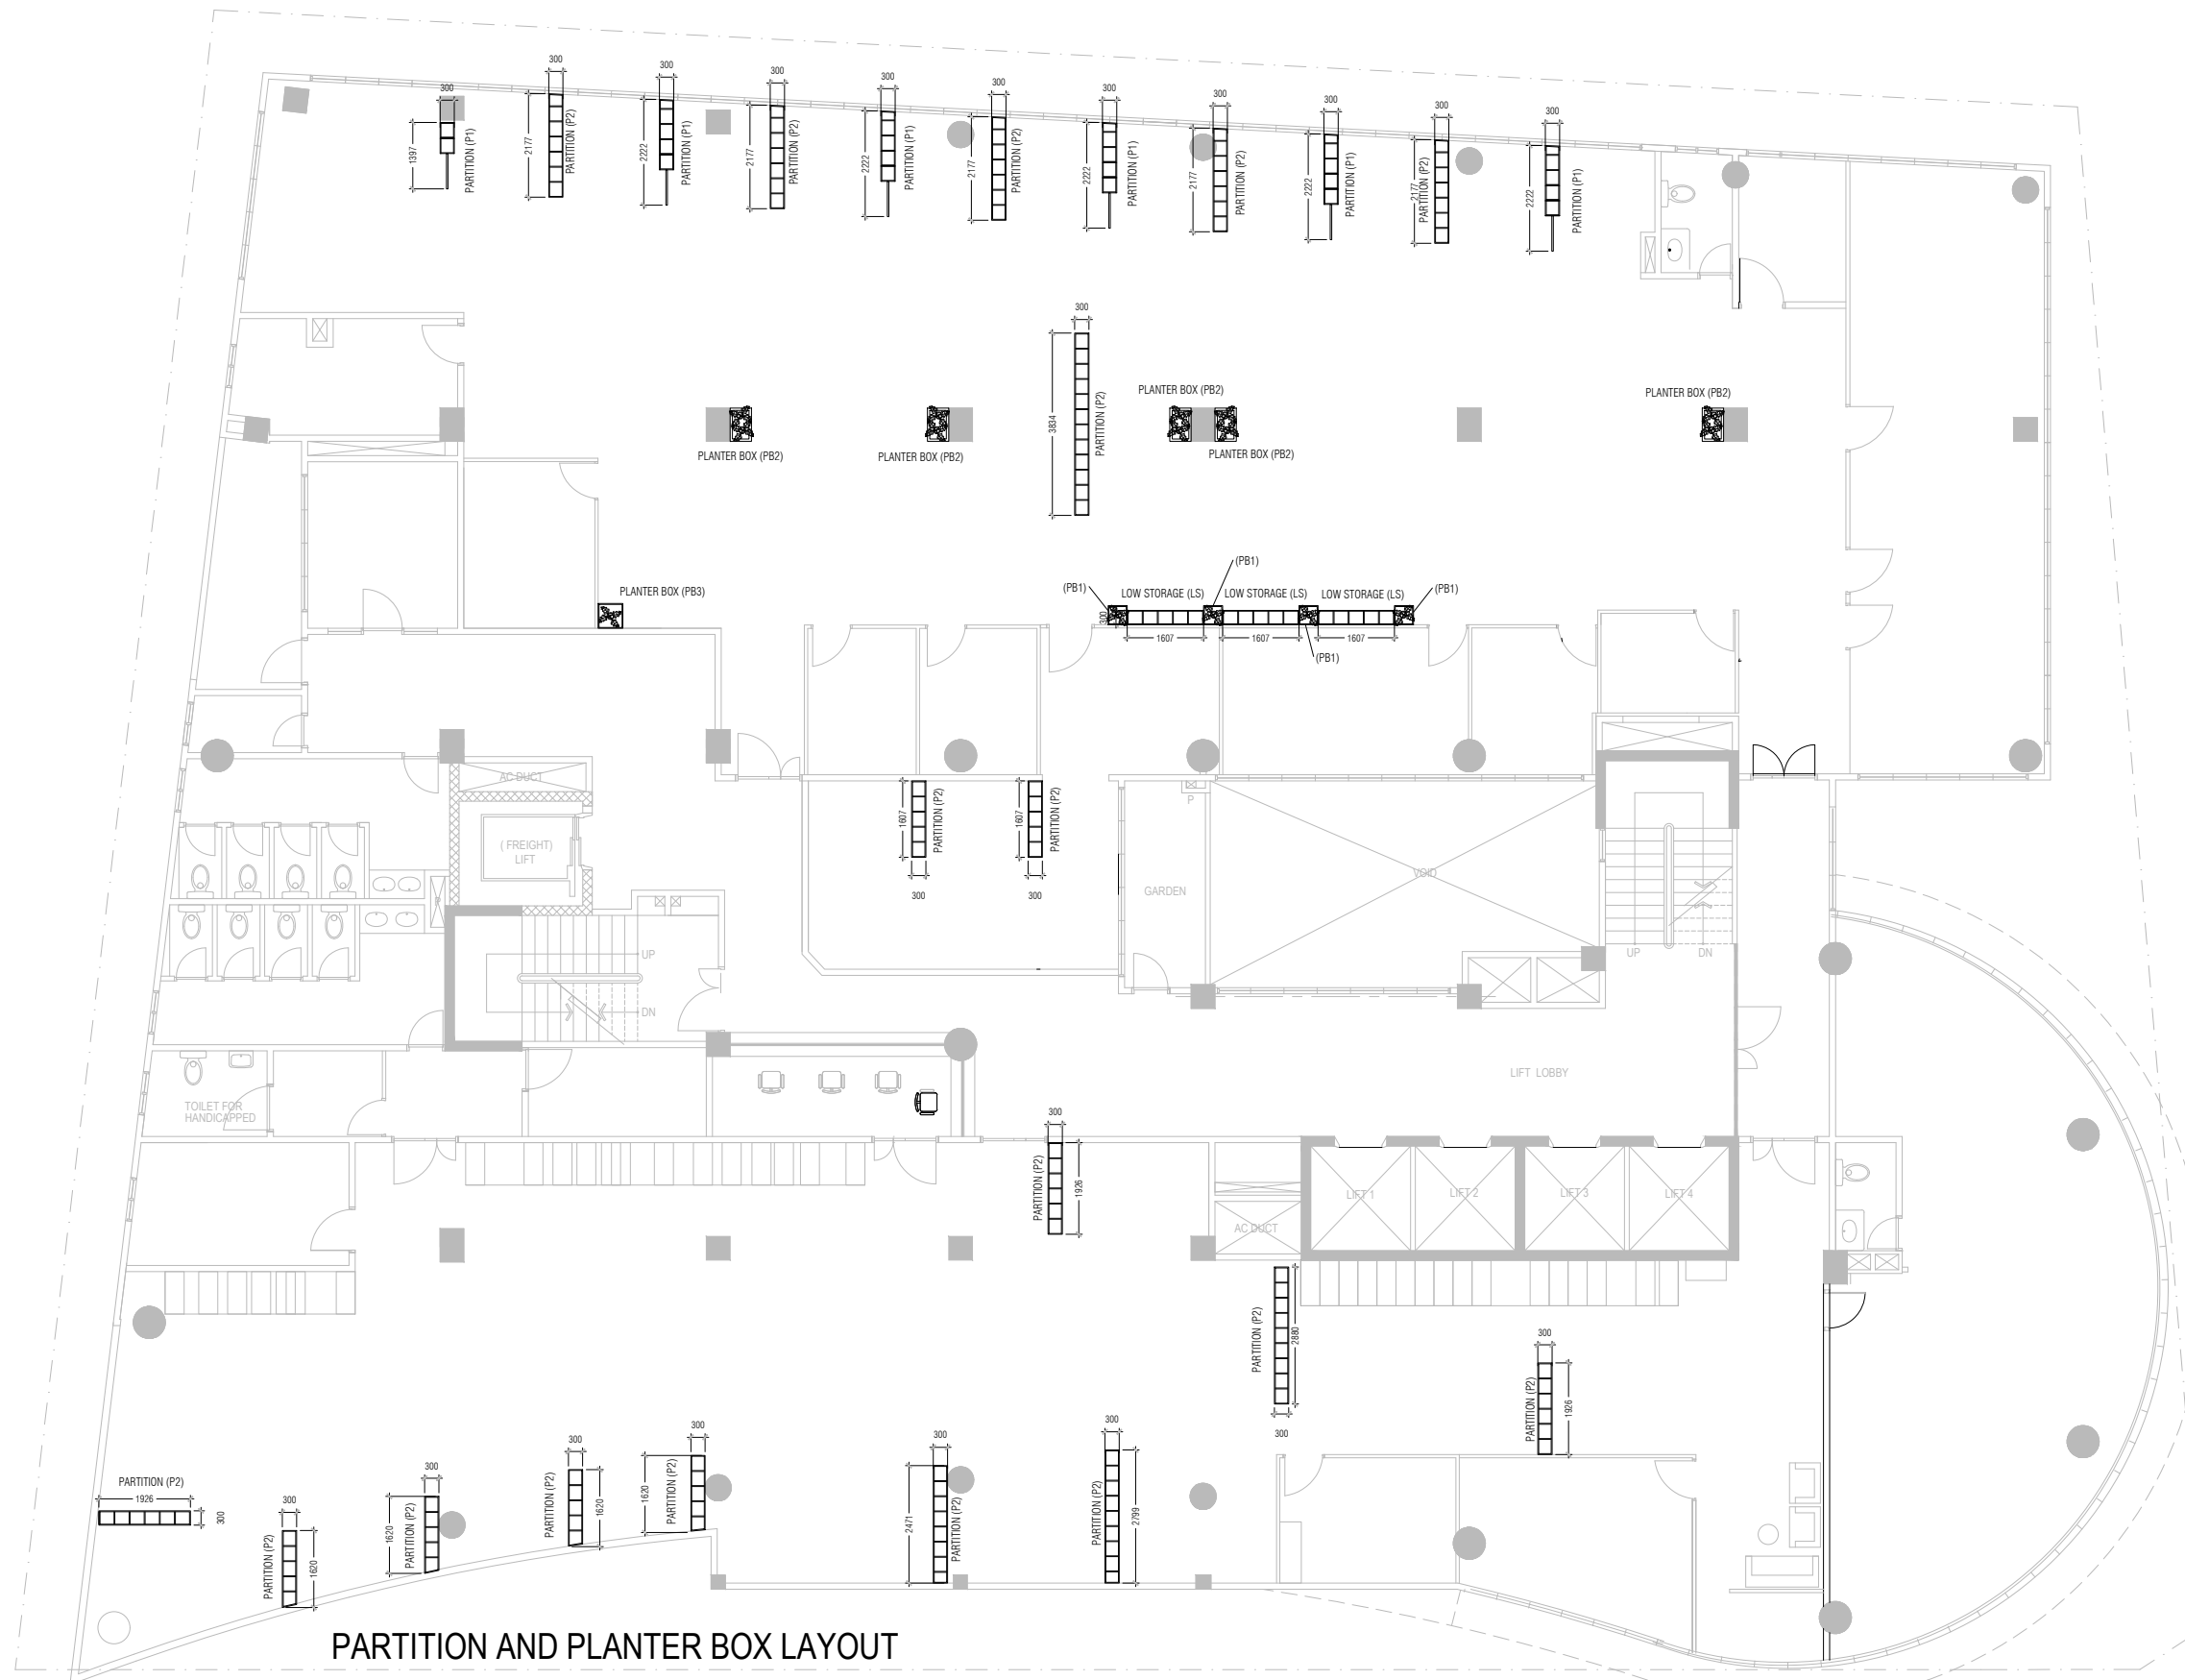 300
300
300
300
300
300
300
300
300
300
300
1397
PARTITION (P1)
2177
PARTITION (P2)
2222
PARTITION (P1)
2177
PARTITION (P2)
2222
PARTITION (P1)
2177
PARTITION (P2)
2222
PARTITION (P1)
2177
PARTITION (P2)
2222
PARTITION (P1)
2177
PARTITION (P2)
2222
PARTITION (P1)
300
3834
PARTITION (P2)
PLANTER BOX (PB2)
PLANTER BOX (PB2)
PLANTER BOX (PB2)
PLANTER BOX (PB2)
PLANTER BOX (PB2)
PLANTER BOX (PB3)
(PB1)
(PB1)
LOW STORAGE (LS)
LOW STORAGE (LS)
LOW STORAGE (LS)
(PB1)
300
1607
1607
1607
(PB1)
AC DUCT
( FREIGHT)
LIFT
1607
PARTITION (P2)
300
1607
PARTITION (P2)
300
P
GARDEN
VOID
UP
DN
UP
DN
LIFT LOBBY
TOILET FOR
HANDICAPPED
300
PARTITION (P2)
1926
LIFT 1
LIFT 2
LIFT 3
LIFT 4
AC DUCT
PARTITION (P2)
2880
300
300
PARTITION (P2)
1926
PARTITION (P2)
1926
300
300
PARTITION (P2)
1620
300
1620
PARTITION (P2)
300
PARTITION (P2)
1620
300
1620
PARTITION (P2)
300
2471
PARTITION (P2)
300
PARTITION (P2)
2799
PARTITION AND PLANTER BOX LAYOUT